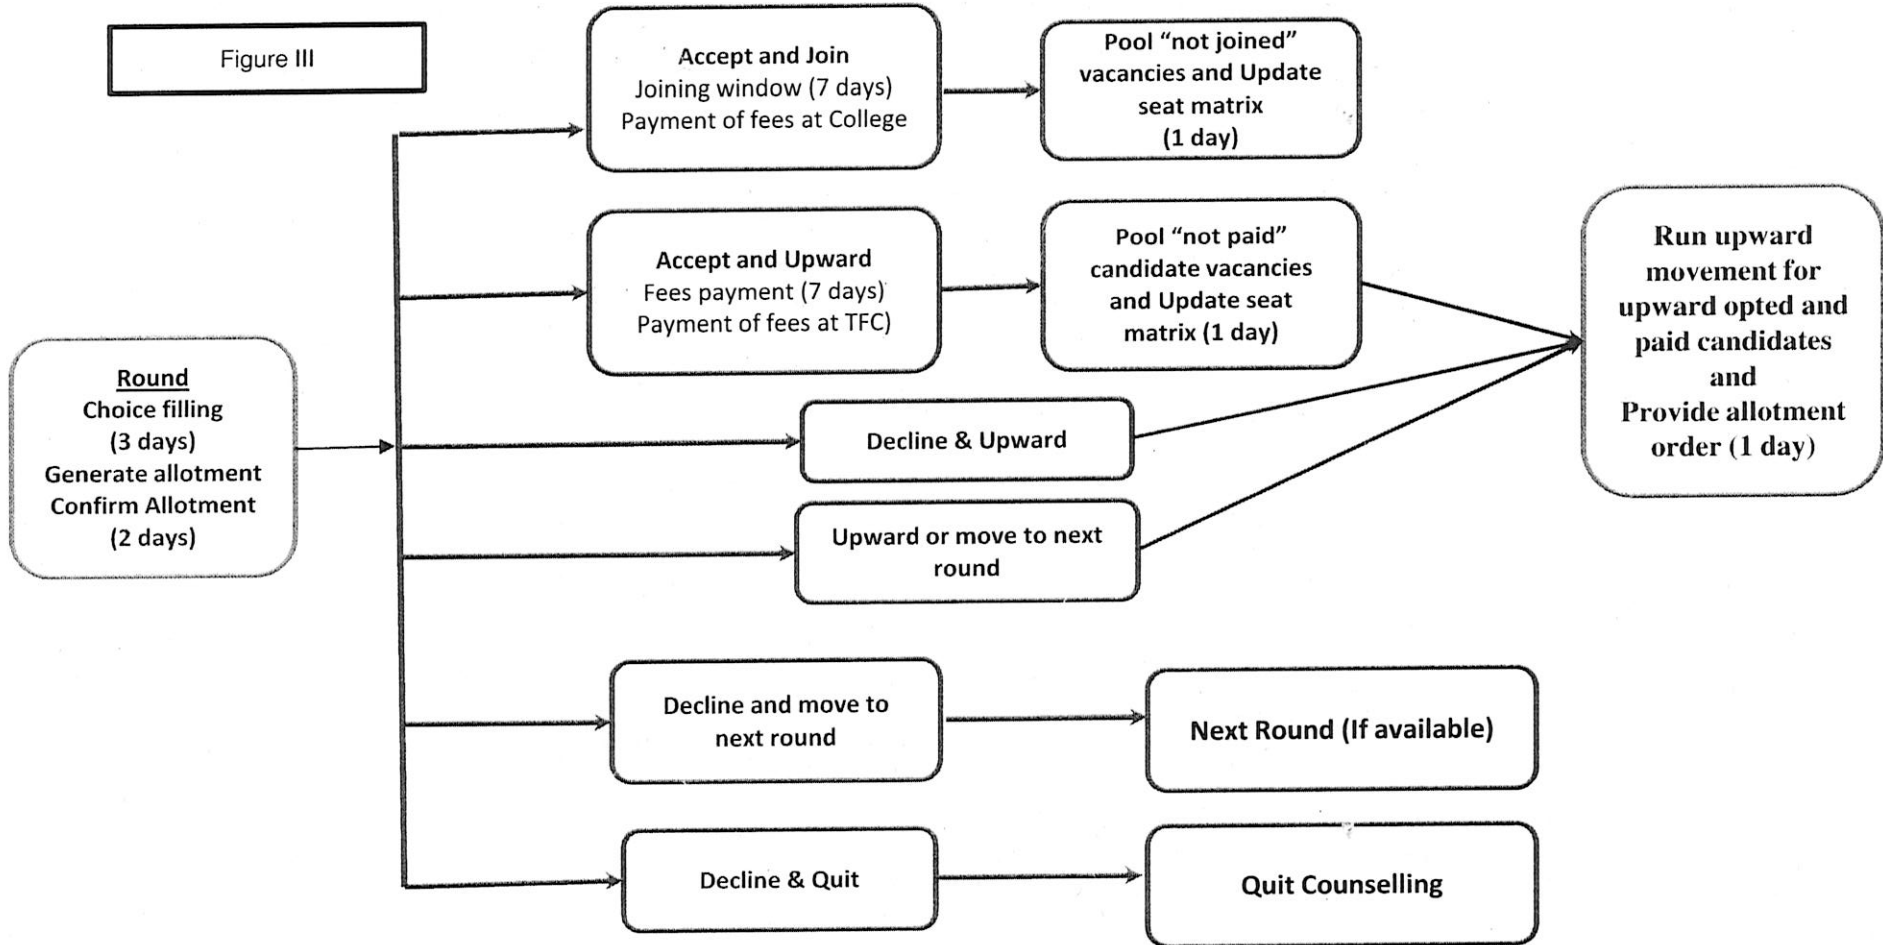 Figure III
Accept and Join
Joining window (7 days)
Payment of fees at College
Pool “not joined”
vacancies and Update
seat matrix
(1 day)
Accept and Upward
Fees payment (7 days)
Payment of fees at TFC)
Pool “not paid”
candidate vacancies
and Update seat
matrix (1 day)
Run upward
movement for
upward opted and
paid candidates
and
Provide allotment
order (1 day)
Round
Choice filling
(3 days)
Generate allotment
Confirm Allotment
(2 days)
Decline & Upward
Upward or move to next
round
Decline and move to
next round
Next Round (If available)
Decline & Quit
Quit Counselling